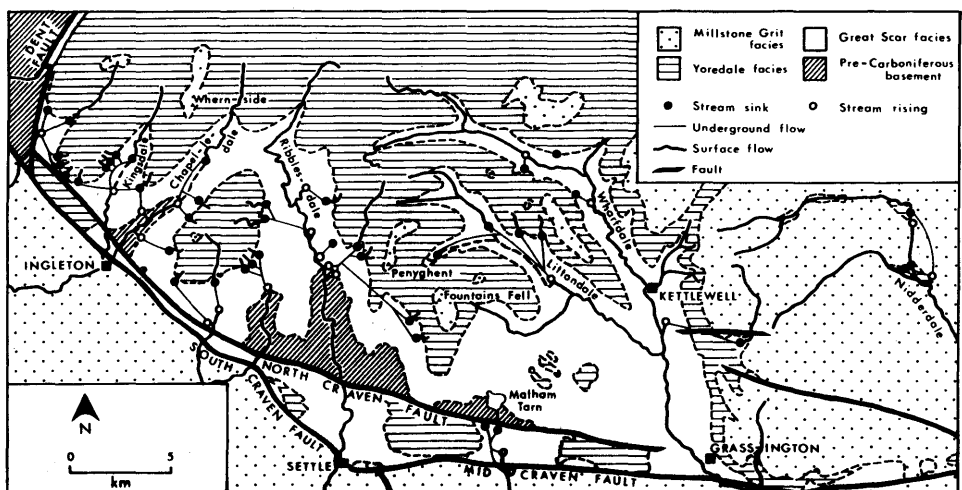 DENT
FAULT
Whern-side
Kingsdale
Chapel-le-
dale
Ribbles-
dale
Penyghent
Fountains Fell
Littondale
Wharfdale
Nidderdale
INGLETON
KETTLEWELL
SOUTH CRAVEN FAULT
NORTH CRAVEN FAULT
Malham
Tarn
MID CRAVEN FAULT
SETTLE
GRASSINGTON
N
0 5
km
Millstone Grit
facies
Great Scar facies
Yoredale facies
Pre-Carboniferous
basement
Stream sink
Stream rising
Underground flow
Surface flow
Fault